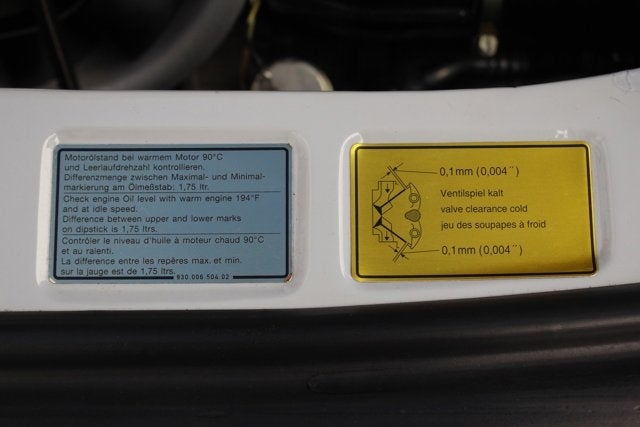 Motorölstand bei warmem Motor 90°C
und Leerlaufdrehzahl kontrollieren.
Differenzmenge zwischen Maximal- und Minimal-
markierung am Ölmeßstab: 1,75 ltr.
Check engine Oil level with warm engine 194°F
and at idle speed.
Difference between upper and lower marks
on dipstick is 1,75 ltrs.
Contrôler le niveau d'huile à moteur chaud 90°C
et au ralenti.
La difference entre les repères max. et min.
sur la jauge est de 1,75 ltrs.
930.006.504.02
0,1mm (0,004¨)
Ventilspiel kalt
valve clearance cold
jeu des soupapes à froid
0,1mm (0,004¨)